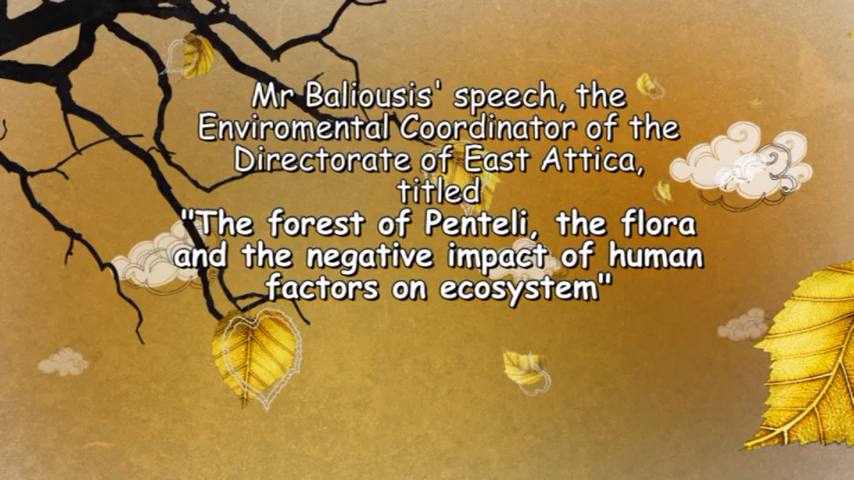 Mr Baliousis' speech, the
Enviromental Coordinator of the
Directorate of East Attica,
titled
"The forest of Penteli, the flora
and the negative impact of human
factors on ecosystem"